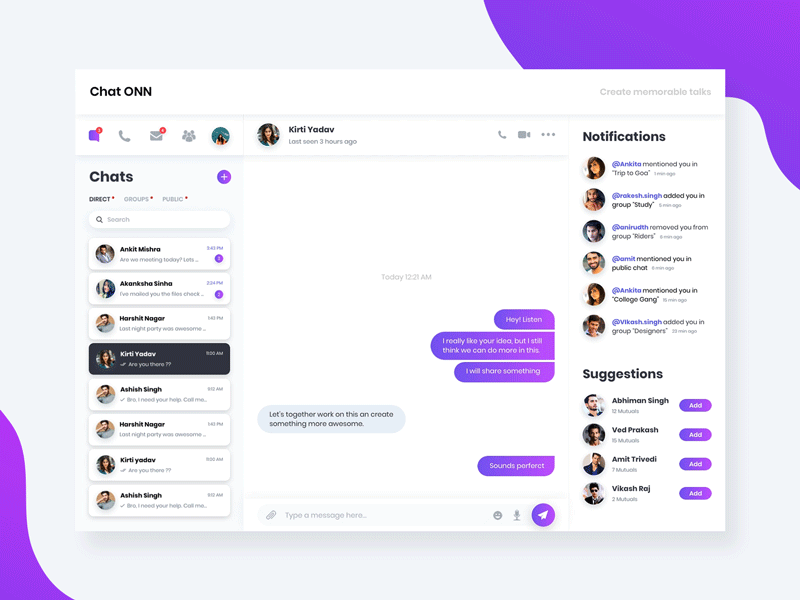 Chat ONN
Create memorable talks
Kirti Yadav
Last seen 3 hours ago
Chats
DIRECT
GROUPS
PUBLIC
Search
Ankit Mishra
9:43 PM
Are we meeting today? Lets ...
Akanksha Sinha
2:34 PM
I've mailed you the files check ...
Harshit Nagar
1:43 PM
Last night party was awesome ...
Kirti Yadav
11:00 AM
Are you there ??
Ashish Singh
9:12 AM
Bro, I need your help. Call me...
Harshit Nagar
1:43 PM
Last night party was awesome ...
Kirti yadav
11:00 AM
Are you there ??
Ashish Singh
9:12 AM
Bro, I need your help. Call me...
Today 12:21 AM
Hey! Listen
I really like your idea, but I still
think we can do more in this.
I will share something
Let's together work on this an create
something more awesome.
Sounds perferct
Type a message here...
Notifications
@Ankita mentioned you in
"Trip to Goa" 1 min ago
@rakesh.singh added you in
group "Study" 5 min ago
@anirudth removed you from
group "Riders"
min ago
@amit mentioned you in
public chat
min ago
@Ankita mentioned you in
"College Gang" 15 min ago
@VIkash.singh added you in
group "Designers" 23 min ago
Suggestions
Abhiman Singh
12 Mutuals
Add
Ved Prakash
15 Mutuals
Add
Amit Trivedi
7 Mutuals
Add
Vikash Raj
2 Mutuals
Add